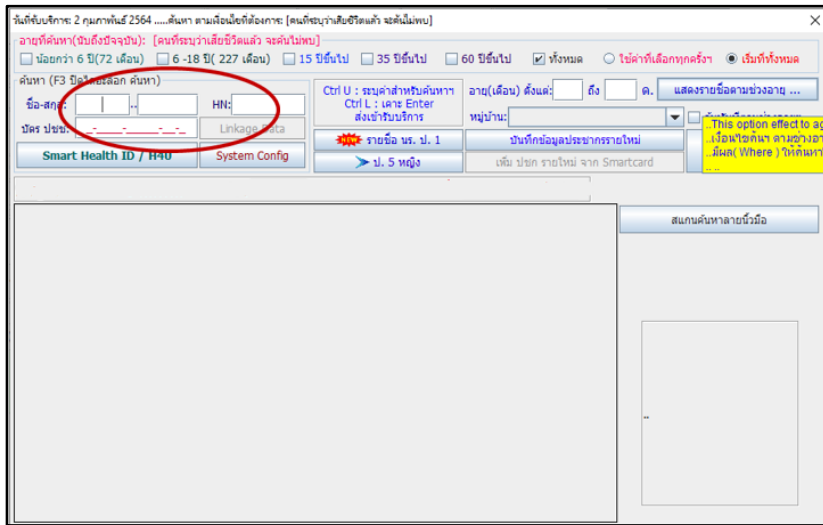 วันที่รับบริการ: 2 กุมภาพันธ์ 2564 .....ค้นหา ตามเงื่อนไขที่ต้องการ: [คนที่ระบุว่าเสียชีวิตแล้ว จะค้นไม่พบ]
อายุที่ค้นหา(นับถึงปัจจุบัน): [คนที่ระบุว่าเสียชีวิตแล้ว จะค้นไม่พบ]
น้อยกว่า 6 ปี(72 เดือน) 6 -18 ปี( 227 เดือน) 15 ปีขึ้นไป 35 ปีขึ้นไป 60 ปีขึ้นไป ทั้งหมด ใช้ค่าที่เลือกทุกครั้งฯ เริ่มที่ทั้งหมด
ค้นหา (F3 ปิด ค้นหา)
ชื่อ-สกุล: .. HN:
บัตร ปชช: _-____-_____-__-_ Linkage Data
Smart Health ID / H4U System Config
Ctrl U : ระบุค่าสำหรับค้นหาฯ
Ctrl L : เคาะ Enter
ส่งเข้ารับบริการ
อายุ(เดือน) ตั้งแต่: ถึง ด. แสดงรายชื่อตามช่วงอายุ ...
หมู่บ้าน:
NEW รายชื่อ นร. ป. 1 บันทึกข้อมูลประชากรรายใหม่
ป. 5 หญิง เพิ่ม ปชก รายใหม่ จาก Smartcard
..This option effect to ag
..เงื่อนไขค้นฯ ตามช่วงอา
..มีผล( Where ) ให้ค้นหา
.. ..
สแกนค้นหาลายนิ้วมือ
..